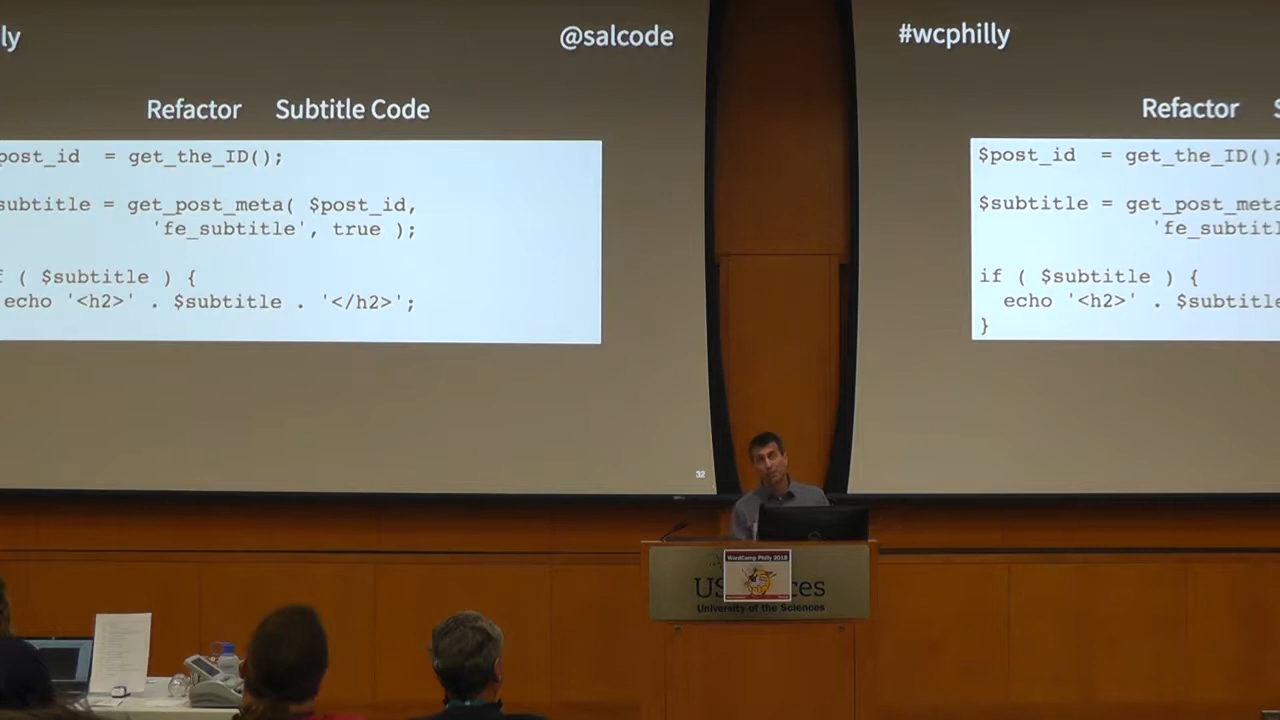 ly
@salcode
Refactor Subtitle Code
post_id = get_the_ID();
subtitle = get_post_meta( $post_id,
'fe_subtitle', true );
( $subtitle ) {
echo '<h2>' . $subtitle . '</h2>';
32
#wcphilly
Refactor
$post_id = get_the_ID();
$subtitle = get_post_meta
'fe_subtitl
if ( $subtitle ) {
echo '<h2>' . $subtitle
}
WordCamp Philly 2018
US ces
University of the Sciences